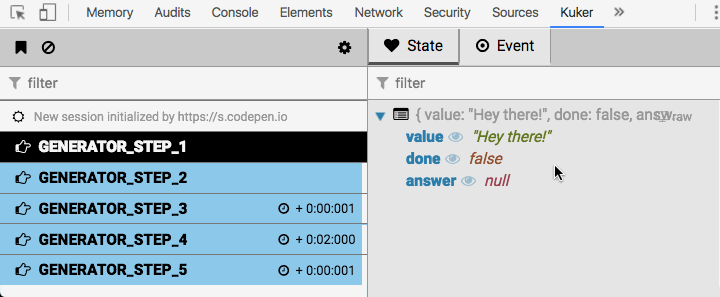 Memory Audits Console Elements Network Security Sources Kuker »
State Event
filter
filter
New session initialized by https://s.codepen.io
GENERATOR_STEP_1
GENERATOR_STEP_2
GENERATOR_STEP_3 + 0:00:001
GENERATOR_STEP_4 + 0:02:000
GENERATOR_STEP_5 + 0:00:001
{ value: "Hey there!", done: false, answ
raw
value "Hey there!"
done false
answer null